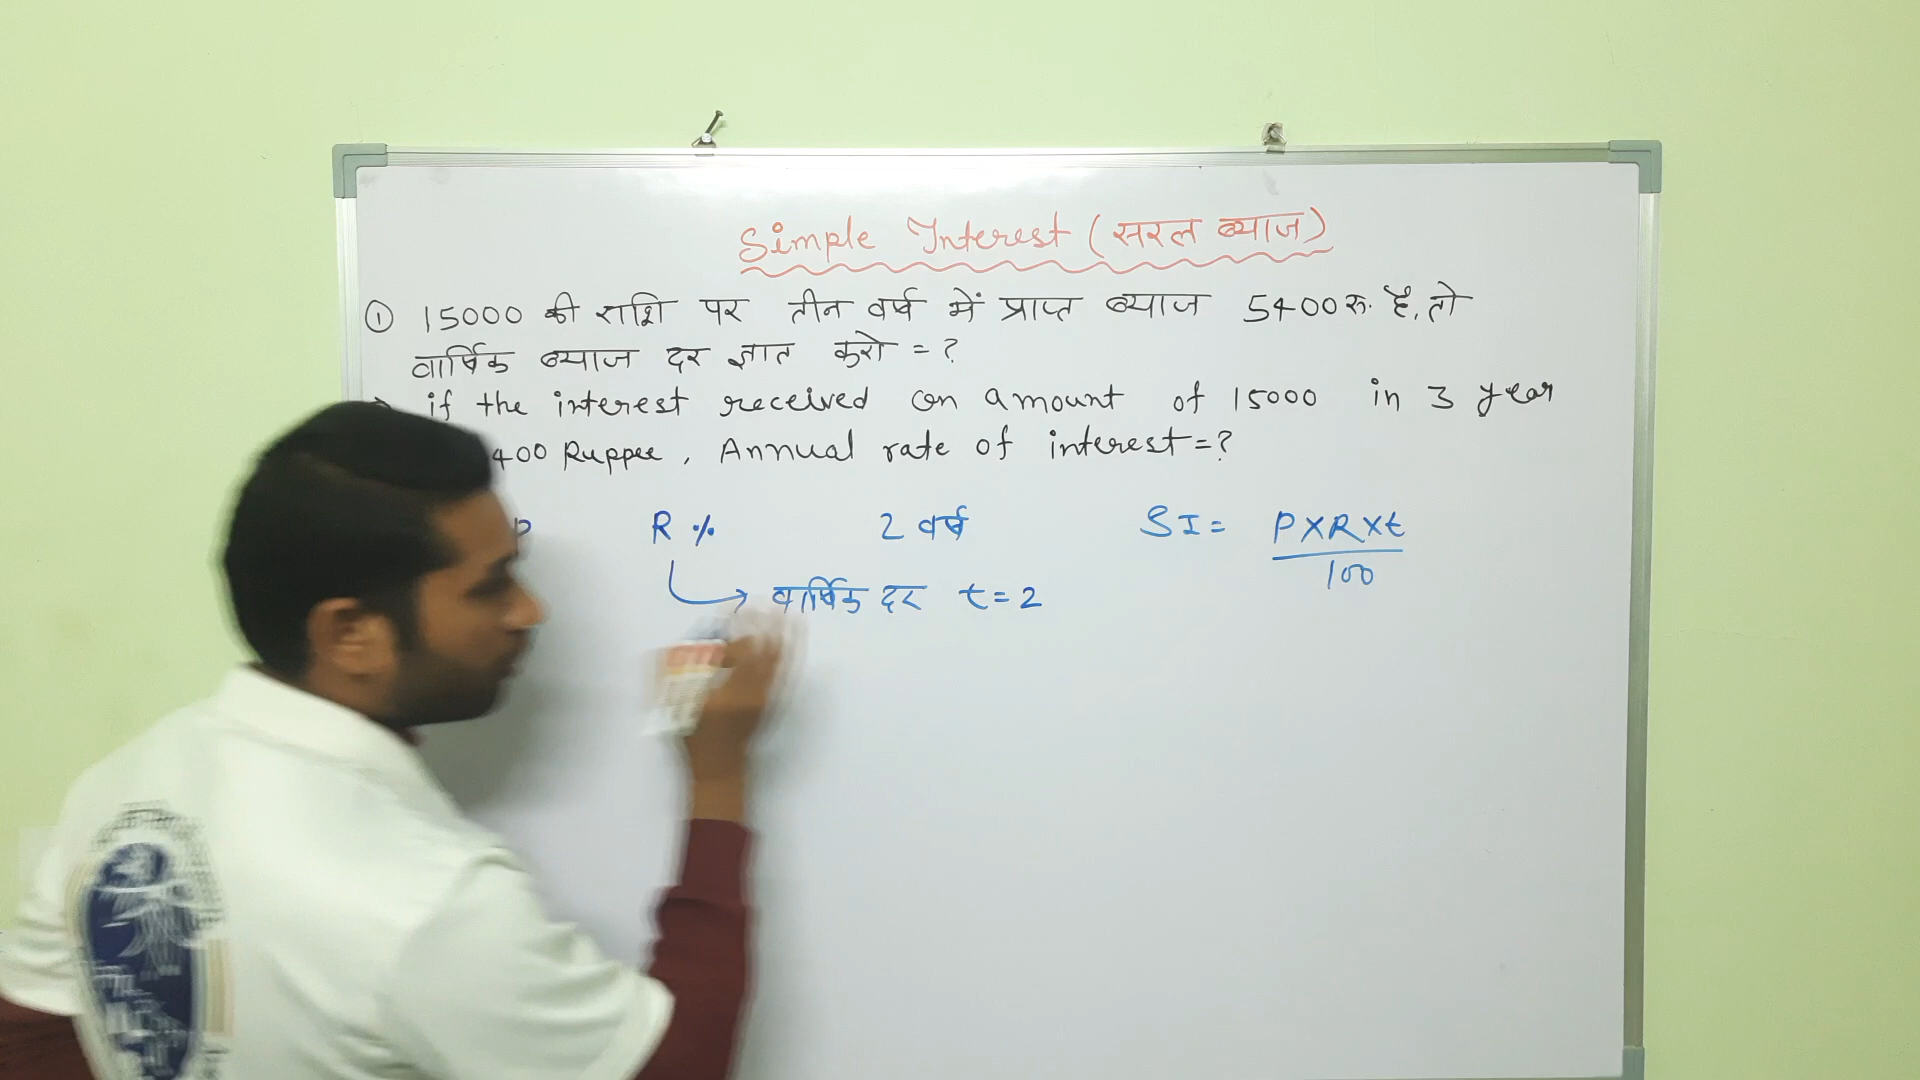 Simple Interest (सरल ब्याज)
① 15000 की राशि पर तीन वर्ष में प्राप्त ब्याज 5400रु. है, तो
वार्षिक ब्याज दर ज्ञात करो = ?
→ if the interest received on amount of 15000 in 3 year
400 Ruppee, Annual rate of interest=?
P R % 2 वर्ष SI = P×R×t
100
वार्षिक दर t=2